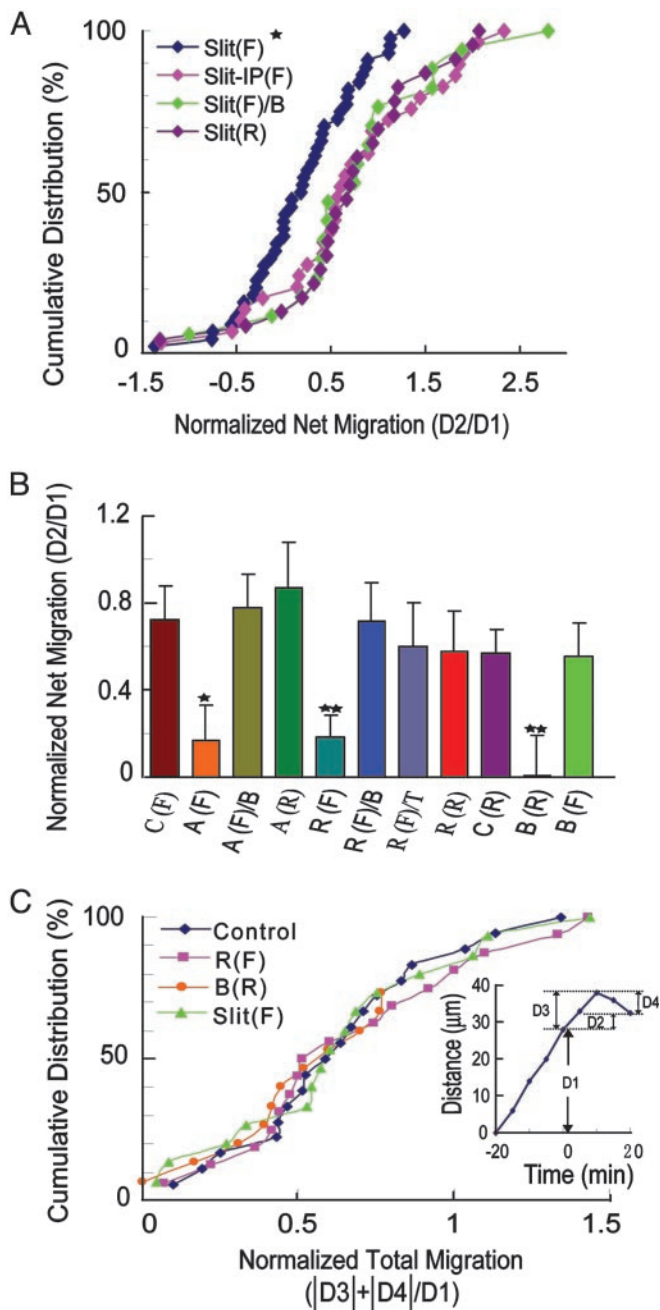 A
Cumulative Distribution (%)
100
50
0
Slit(F) ★
Slit-IP(F)
Slit(F)/B
Slit(R)
-1.5 -0.5 0.5 1.5 2.5
Normalized Net Migration (D2/D1)
B
Normalized Net Migration (D2/D1)
1.2
0.8
0.4
0
★ ★★ ★★
C(F) A(F) A(F)/B A(R) R(F) R(F)/B R(F)/T R(R) C(R) B(R) B(F)
C
Cumulative Distribution (%)
100
50
0
Control
R(F)
B(R)
Slit(F)
Distance (µm)
40
30
20
10
0
D3
D2
D4
D1
-20 0 20
Time (min)
0 0.5 1 1.5
Normalized Total Migration
(|D3|+|D4|/D1)